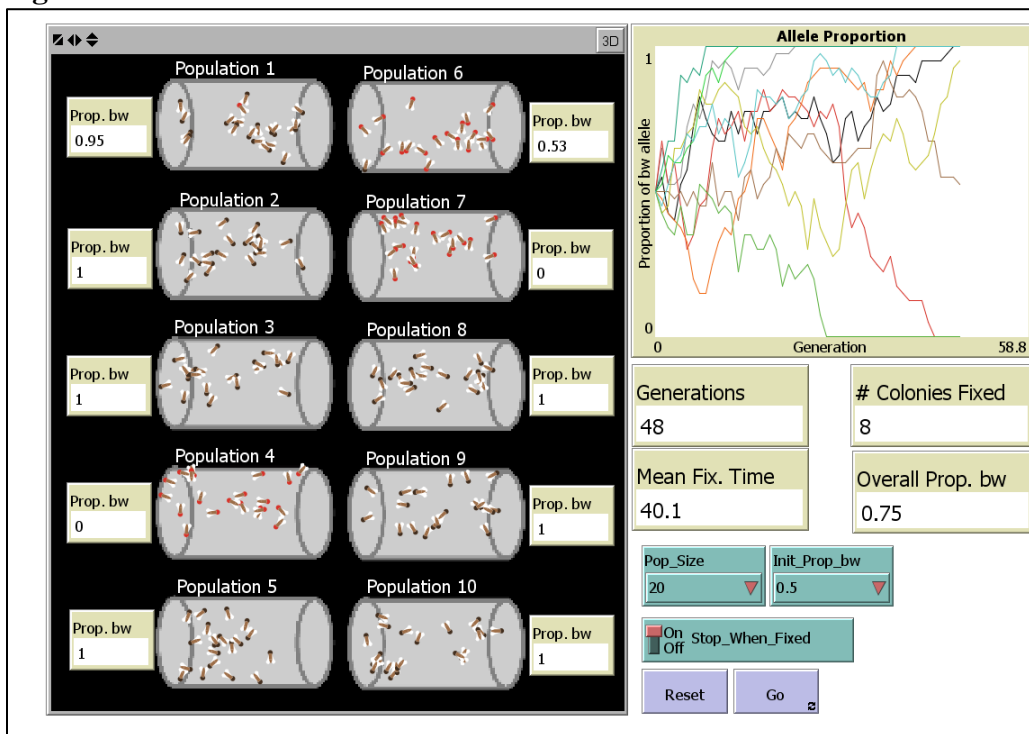 3D
Population 1
Prop. bw
0.95
Population 6
Prop. bw
0.53
Population 2
Prop. bw
1
Population 7
Prop. bw
0
Population 3
Prop. bw
1
Population 8
Prop. bw
1
Population 4
Prop. bw
0
Population 9
Prop. bw
1
Population 5
Prop. bw
1
Population 10
Prop. bw
1
Allele Proportion
Proportion of bw allele
1
0
0
Generation
58.8
Generations
48
# Colonies Fixed
8
Mean Fix. Time
40.1
Overall Prop. bw
0.75
Pop_Size
20
Init_Prop_bw
0.5
On
Off
Stop_When_Fixed
Reset
Go